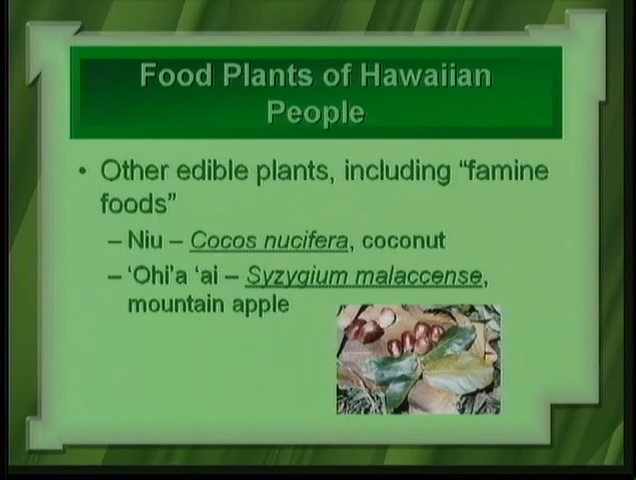 Food Plants of Hawaiian
People
• Other edible plants, including “famine
foods”
– Niu – Cocos nucifera, coconut
– ‘Ohi’a ‘ai – Syzygium malaccense,
mountain apple